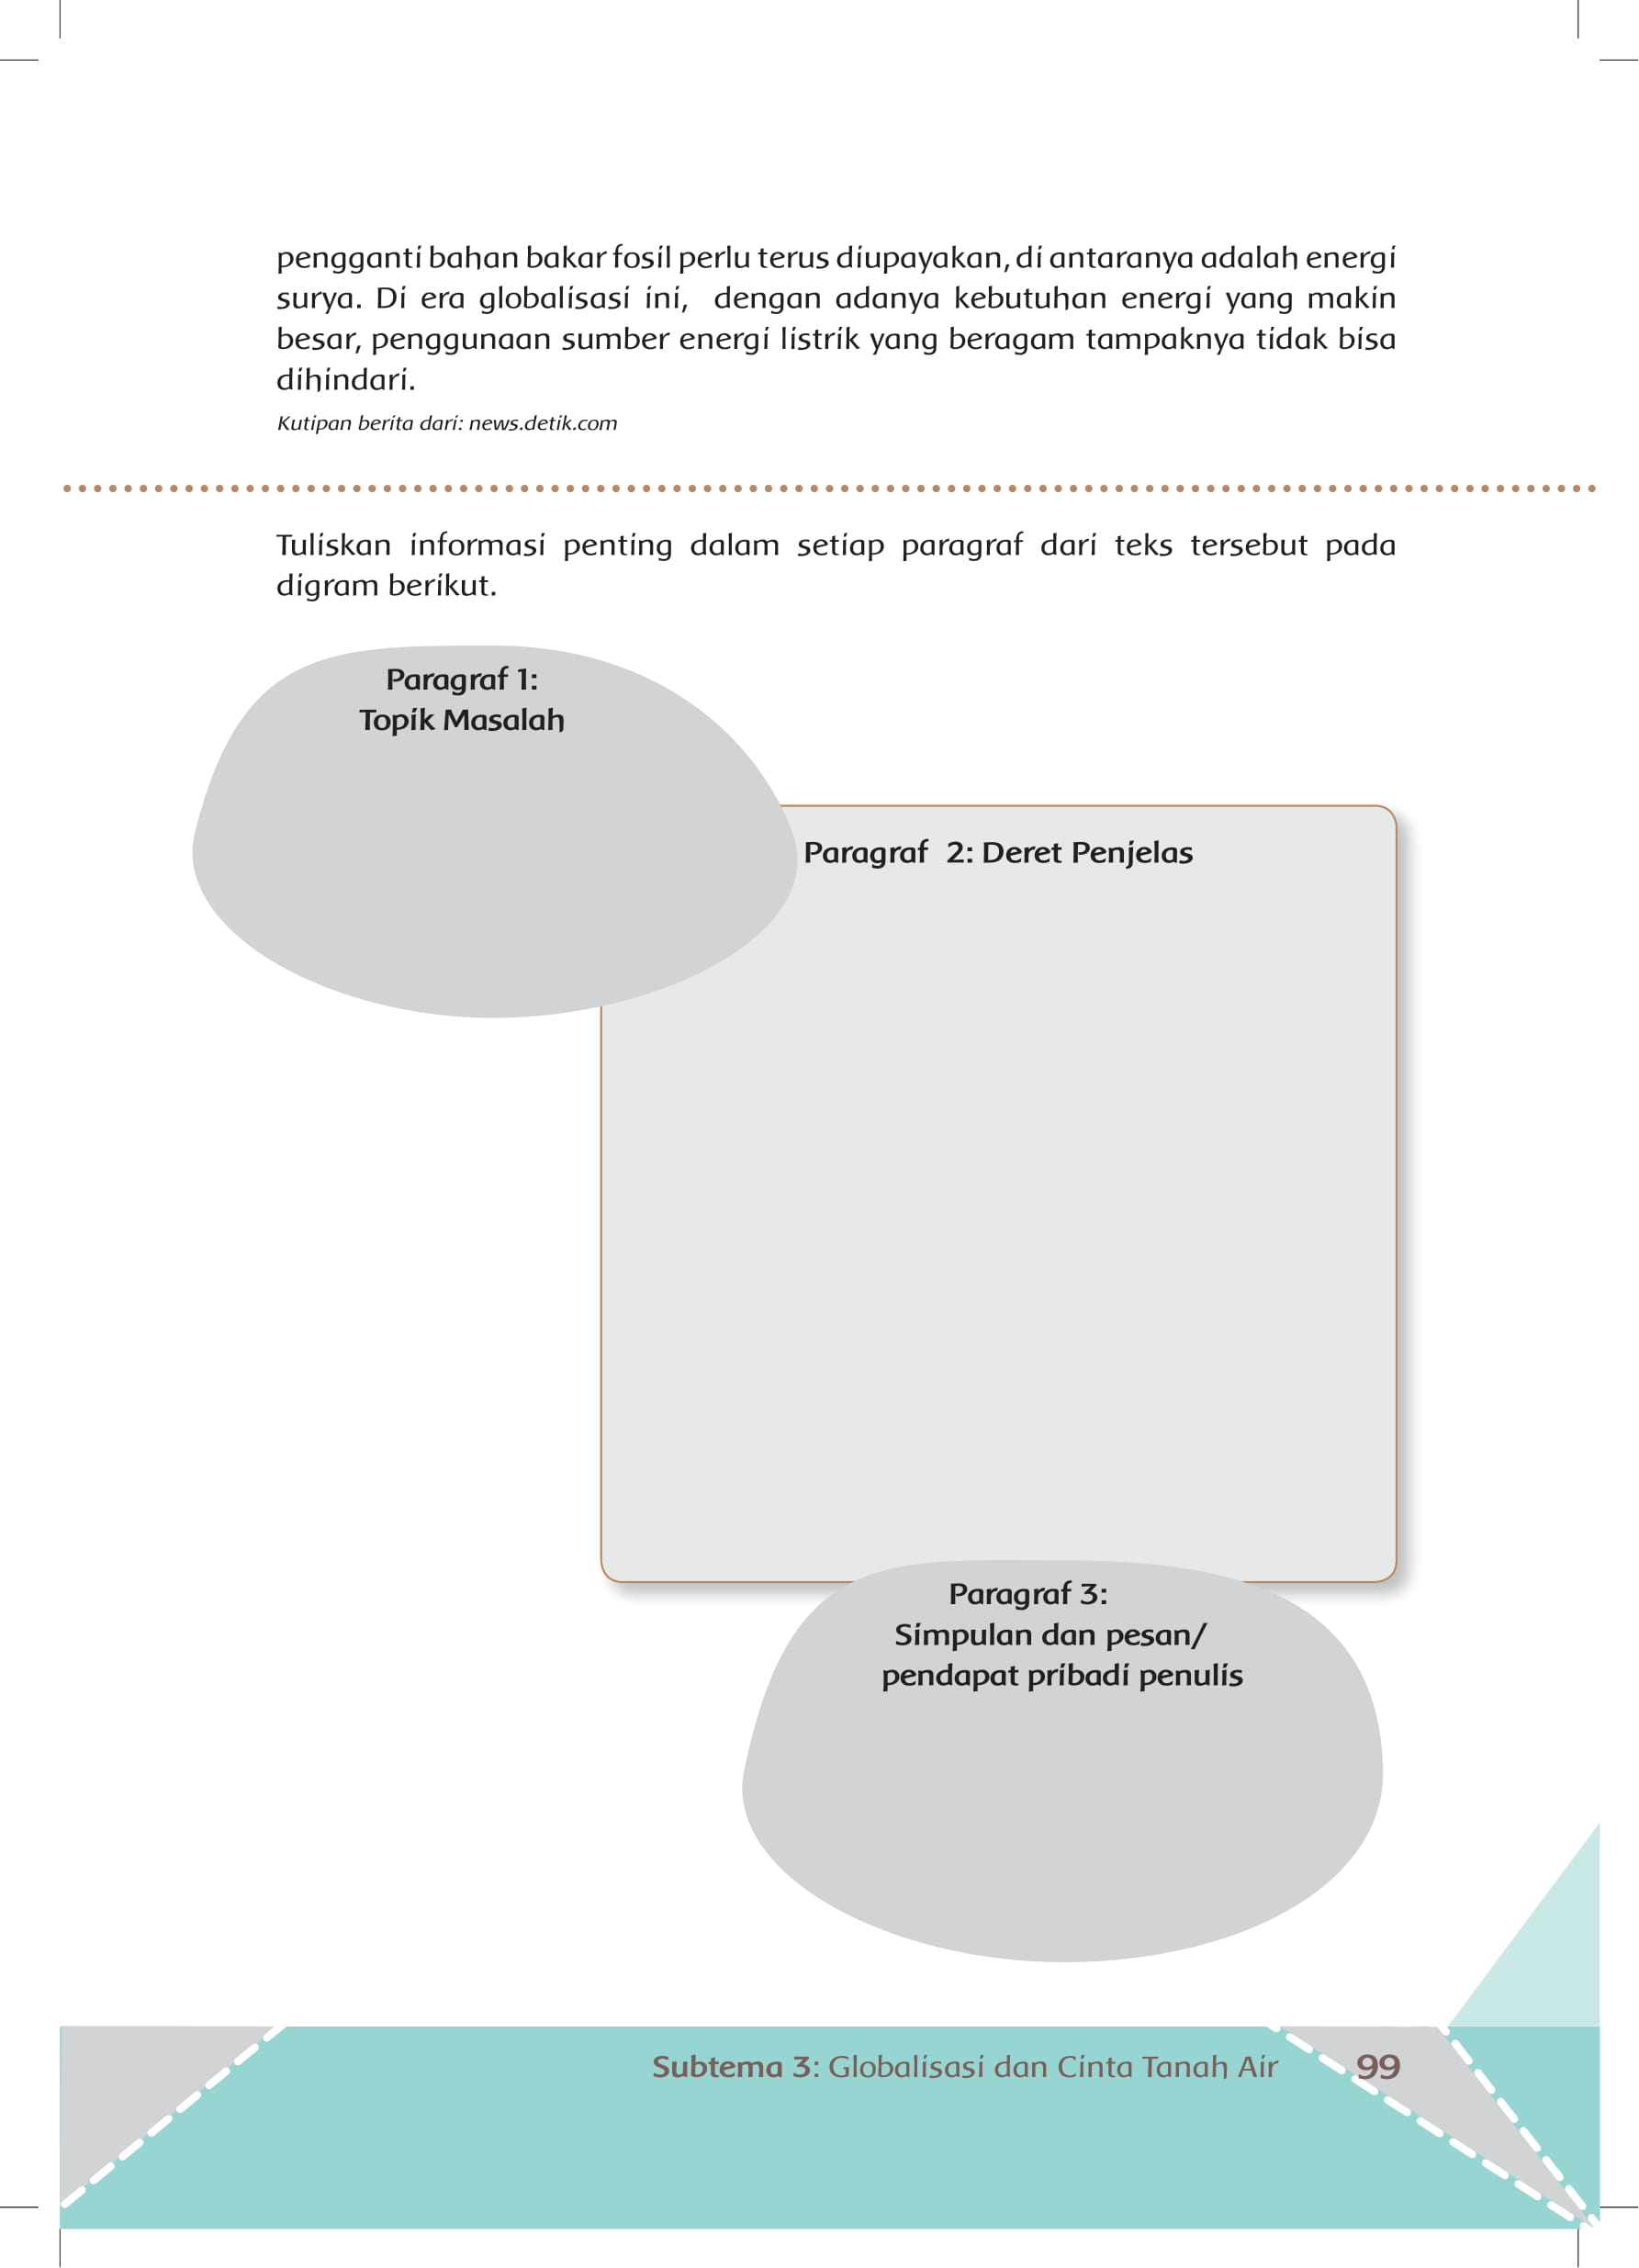 pengganti bahan bakar fosil perlu terus diupayakan, di antaranya adalah energi
surya. Di era globalisasi ini, dengan adanya kebutuhan energi yang makin
besar, penggunaan sumber energi listrik yang beragam tampaknya tidak bisa
dihindari.
Kutipan berita dari: news.detik.com
Tuliskan informasi penting dalam setiap paragraf dari teks tersebut pada
digram berikut.
Paragraf 1:
Topik Masalah
Paragraf 2: Deret Penjelas
Paragraf 3:
Simpulan dan pesan/
pendapat pribadi penulis
Subtema 3: Globalisasi dan Cinta Tanah Air 99